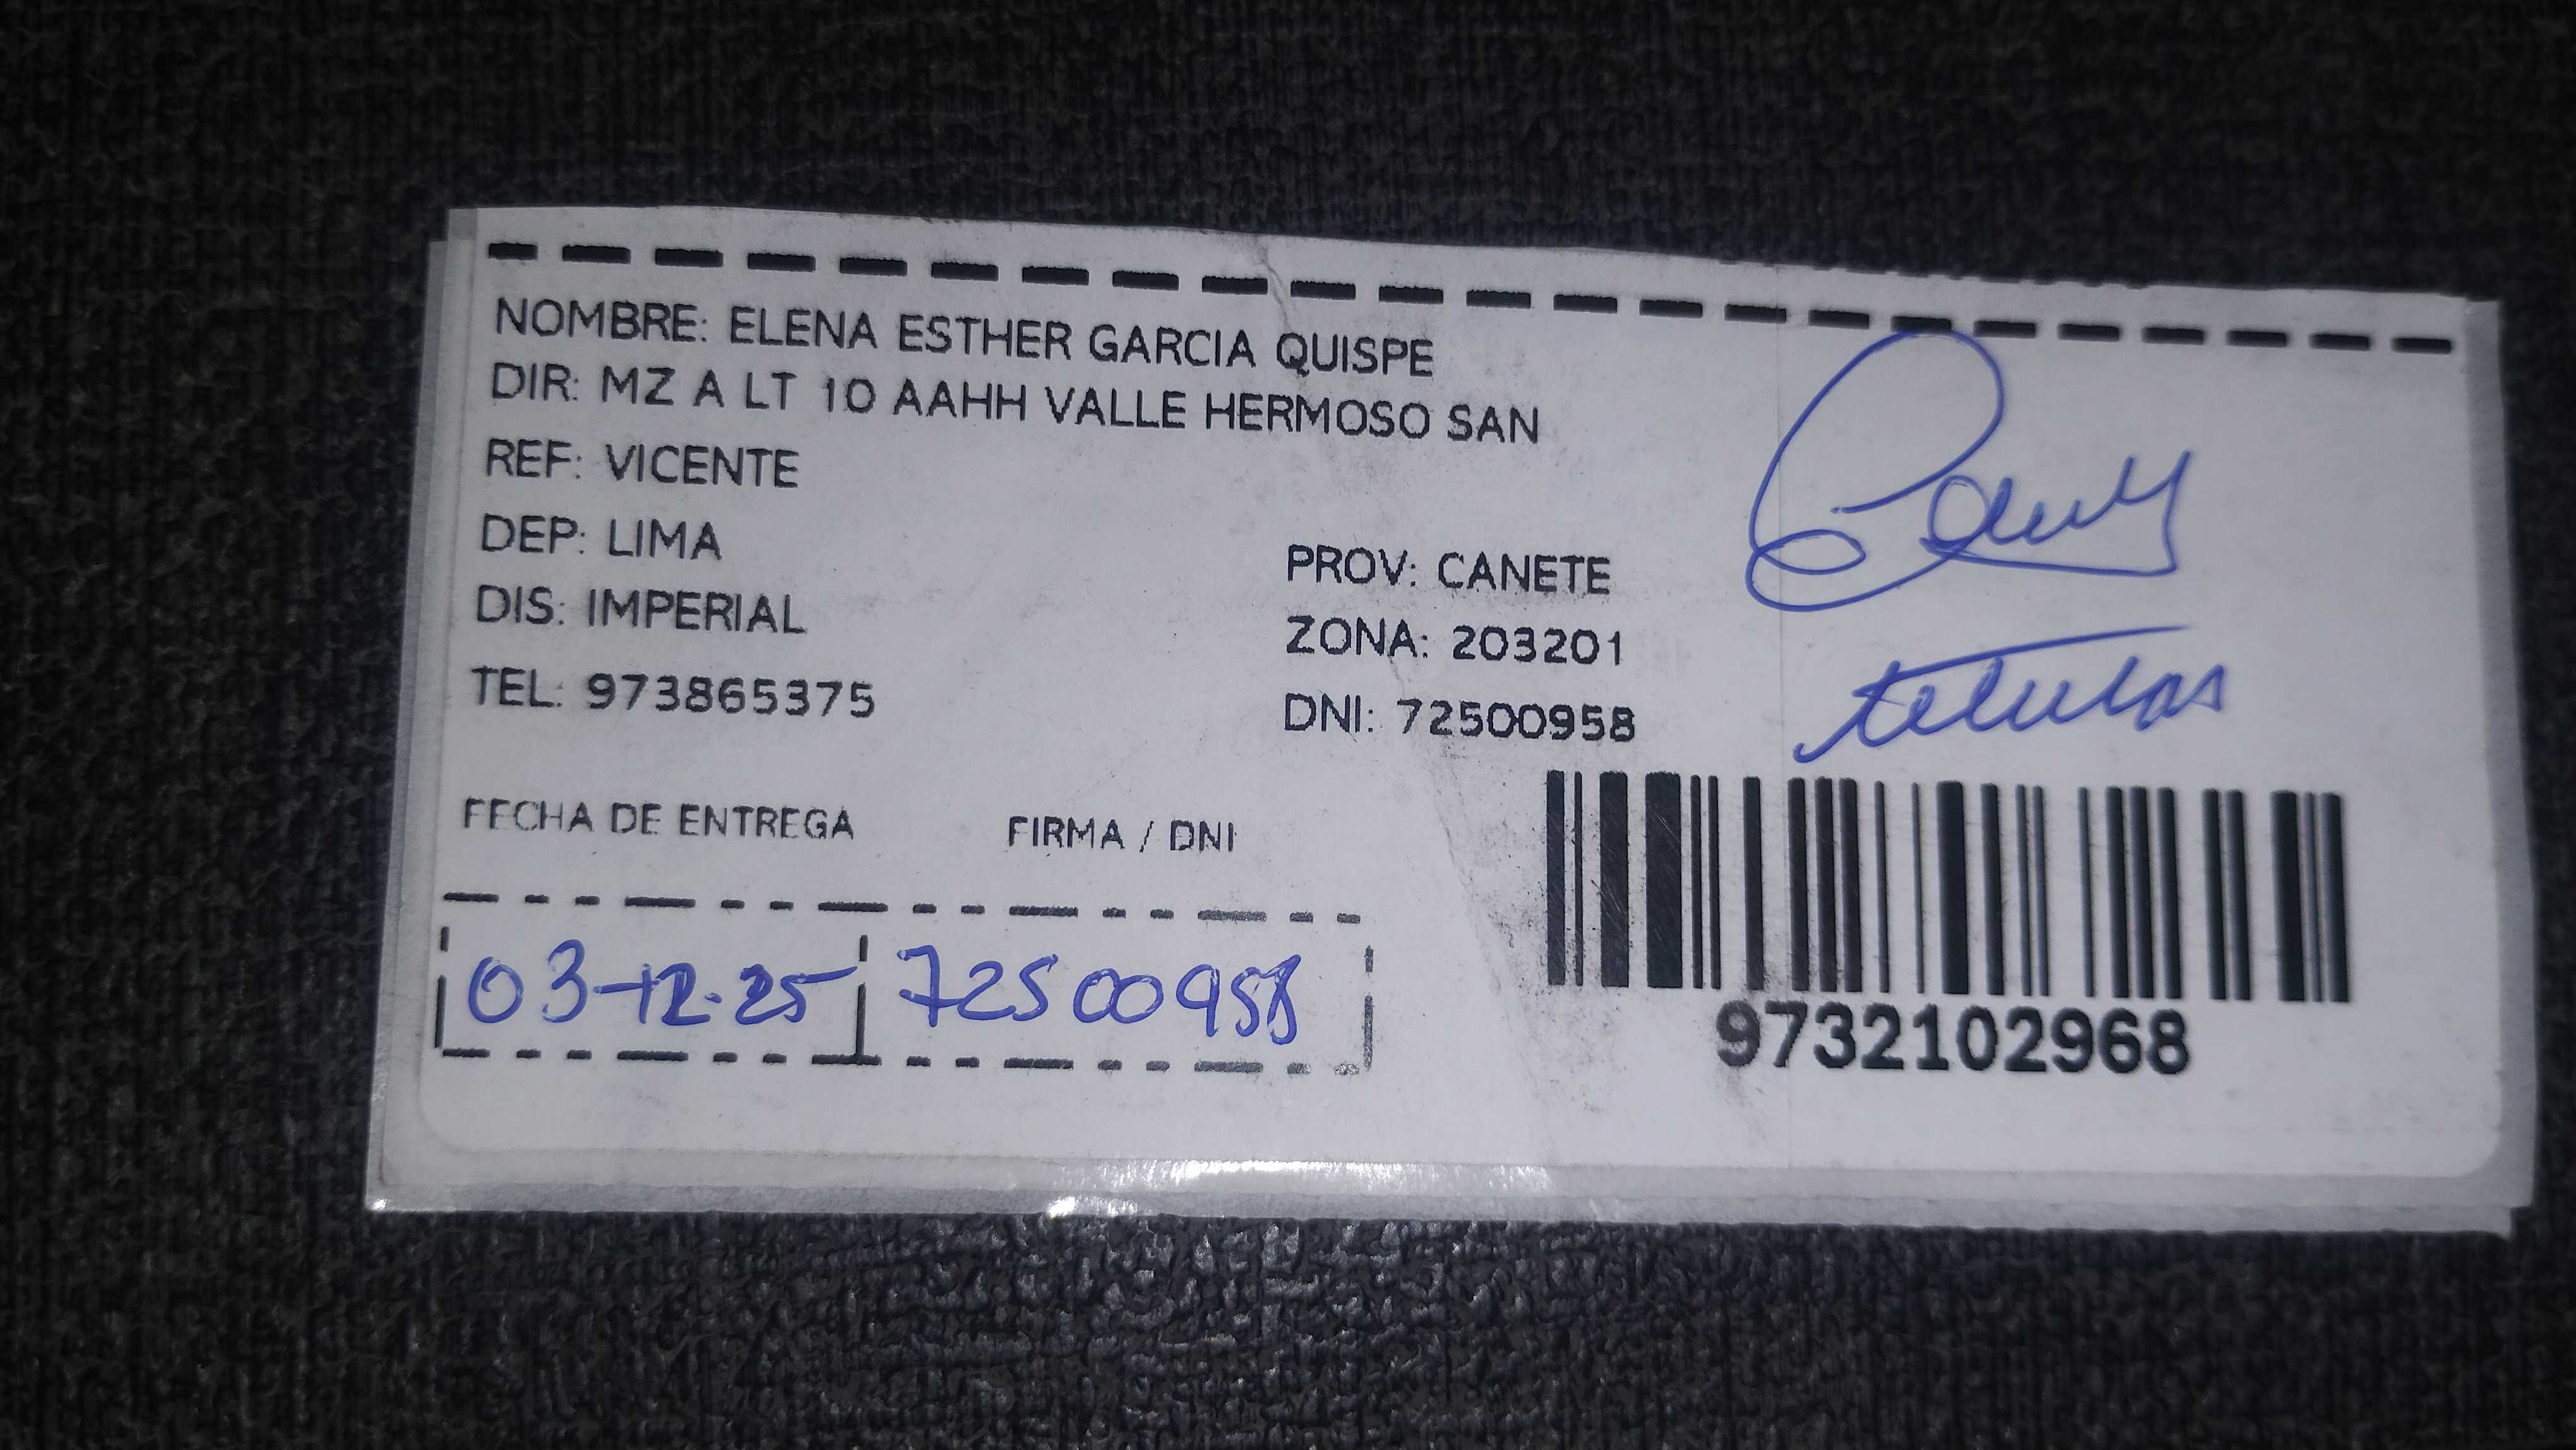 NOMBRE: ELENA ESTHER GARCIA QUISPE
DIR: MZ A LT 10 AAHH VALLE HERMOSO SAN
REF: VICENTE
DEP: LIMA
PROV: CANETE
DIS: IMPERIAL
ZONA: 203201
TEL: 973865375
DNI: 72500958
FECHA DE ENTREGA
FIRMA / DNI
03-12-25
72500958
9732102968